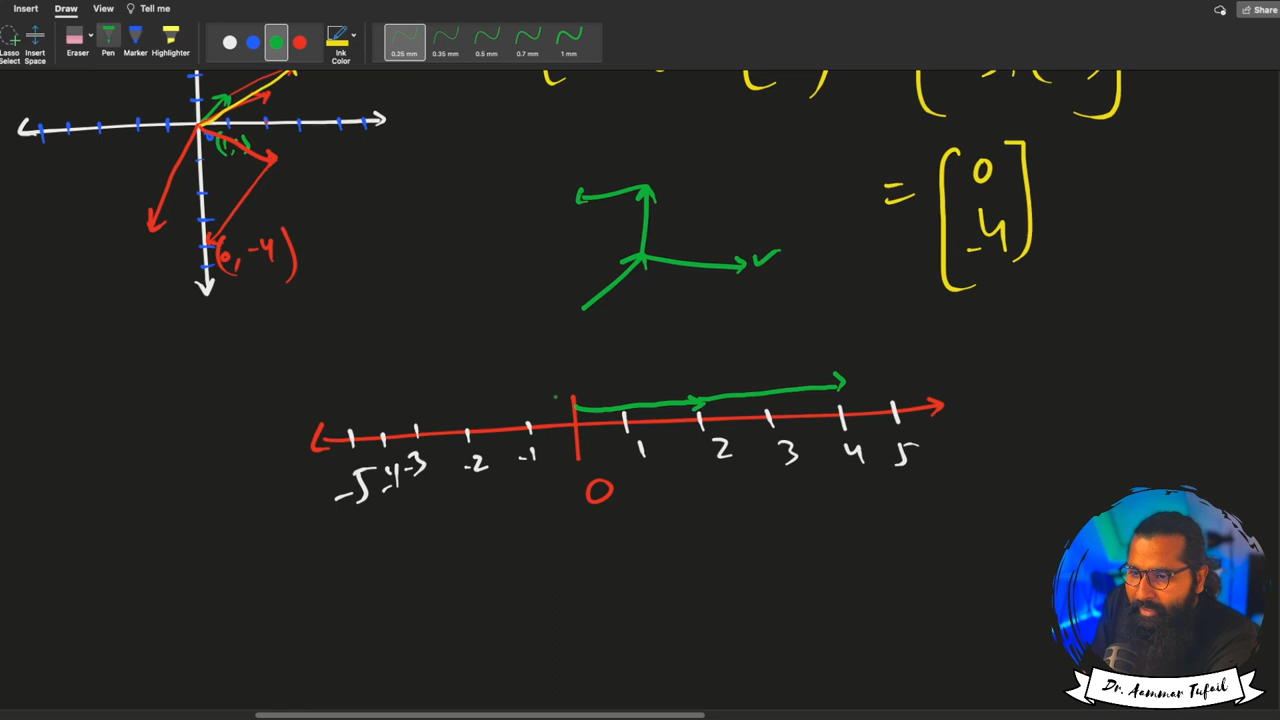 Insert Draw View Tell me
Share
Lasso Select
Insert Space
Eraser
Pen
Marker
Highlighter
Ink Color
0.25 mm 0.35 mm 0.5 mm 0.7 mm 1 mm
(0, -4)
v
= [0
-4]
-5 -4 -3 -2 -1 0 1 2 3 4 5
Dr. Aammar Tufail